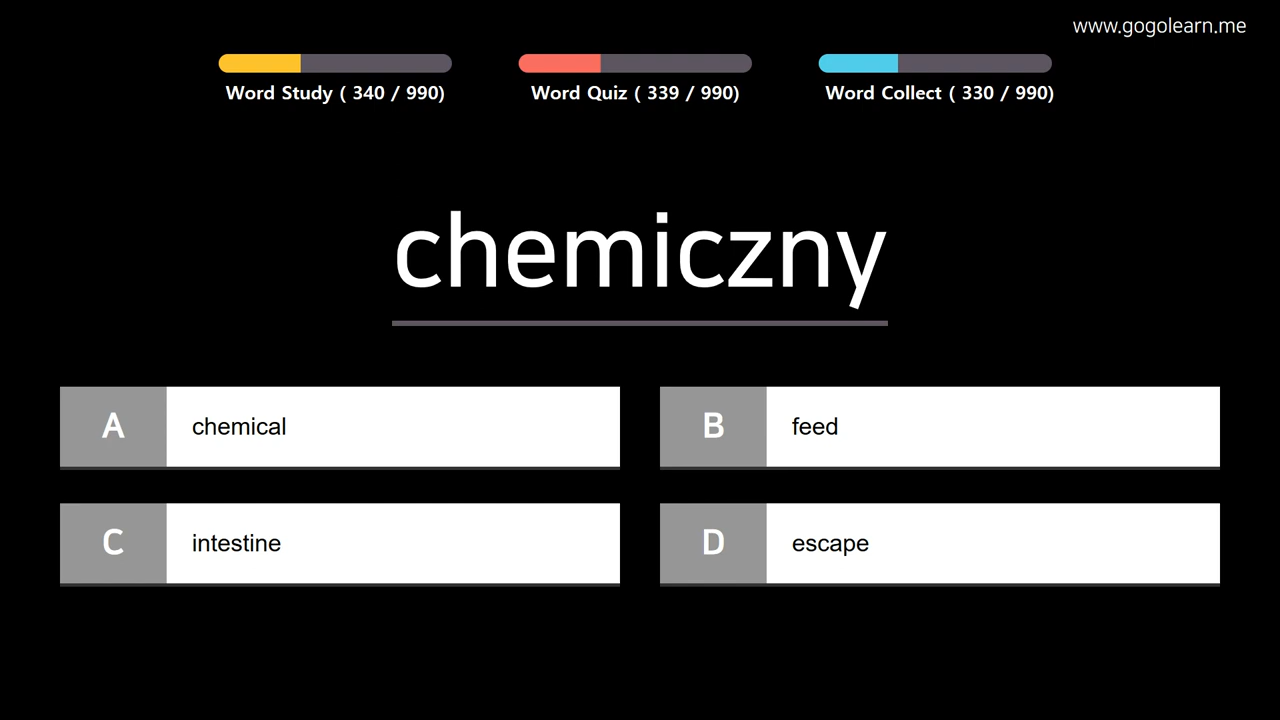 www.gogolearn.me
Word Study ( 340 / 990)
Word Quiz ( 339 / 990)
Word Collect ( 330 / 990)
chemiczny
A chemical
B feed
C intestine
D escape